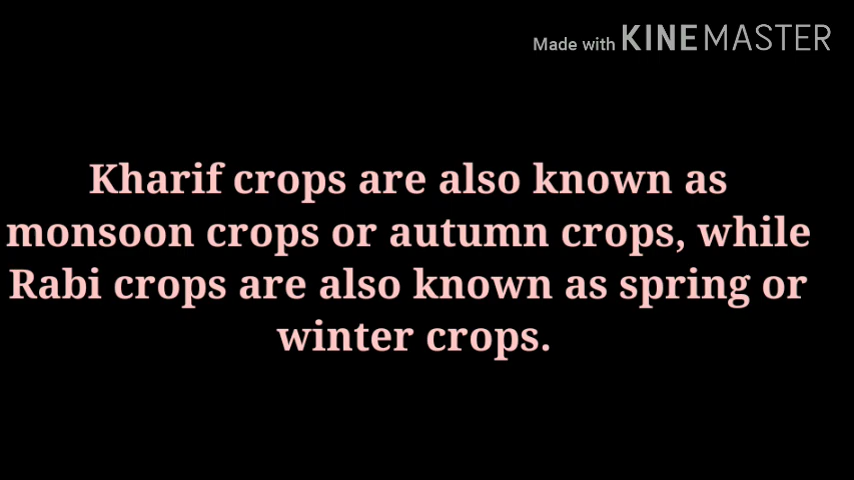 Made with KINEMASTER
Kharif crops are also known as
monsoon crops or autumn crops, while
Rabi crops are also known as spring or
winter crops.